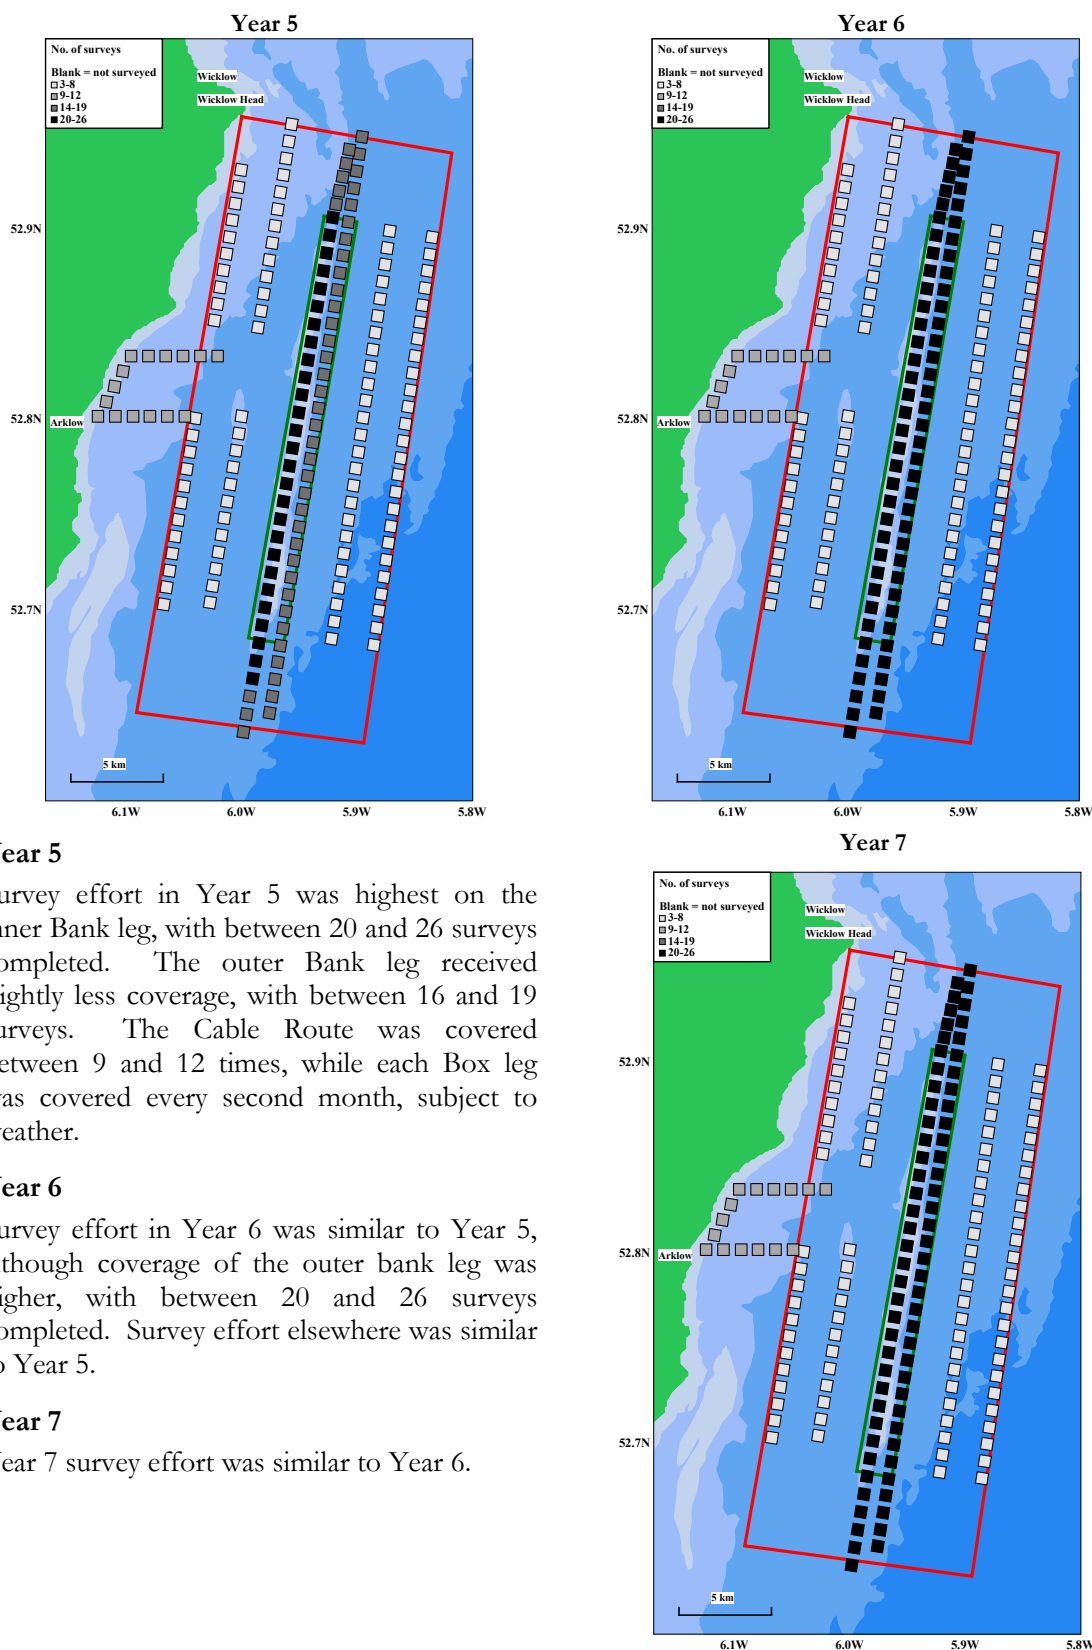 Year 5
No. of surveys
Blank = not surveyed
3-8
9-12
14-19
20-26
Wicklow
Wicklow Head
52.9N
52.8N
Arklow
52.7N
5 km
6.1W 6.0W 5.9W 5.8W
Year 6
No. of surveys
Blank = not surveyed
3-8
9-12
14-19
20-26
Wicklow
Wicklow Head
52.9N
52.8N
Arklow
52.7N
5 km
6.1W 6.0W 5.9W 5.8W
ear 5
urvey effort in Year 5 was highest on the
nner Bank leg, with between 20 and 26 surveys
ompleted. The outer Bank leg received
ightly less coverage, with between 16 and 19
urveys. The Cable Route was covered
etween 9 and 12 times, while each Box leg
as covered every second month, subject to
eather.
ear 6
urvey effort in Year 6 was similar to Year 5,
though coverage of the outer bank leg was
igher, with between 20 and 26 surveys
ompleted. Survey effort elsewhere was similar
o Year 5.
ear 7
ear 7 survey effort was similar to Year 6.
Year 7
No. of surveys
Blank = not surveyed
3-8
9-12
14-19
20-26
Wicklow
Wicklow Head
52.9N
52.8N
Arklow
52.7N
5 km
6.1W 6.0W 5.9W 5.8W